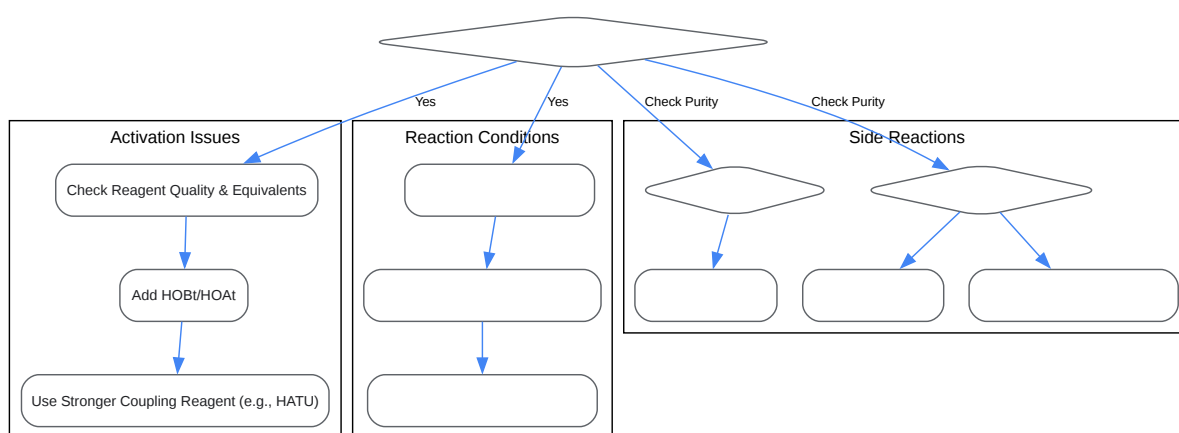 Yes
Yes
Check Purity
Check Purity
Activation Issues
Reaction Conditions
Side Reactions
Check Reagent Quality & Equivalents
Add HOBt/HOAt
Use Stronger Coupling Reagent (e.g., HATU)